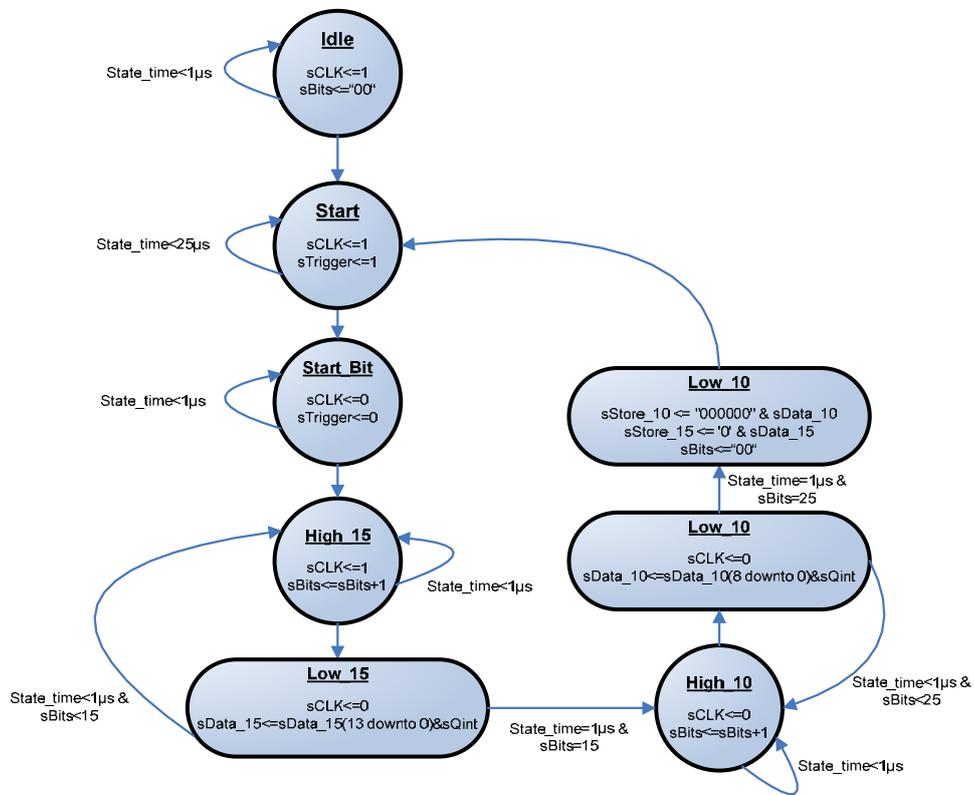 Idle
sCLK<=1
sBits<="00"
State_time<1µs
Start
sCLK<=1
sTrigger<=1
State_time<25µs
Start_Bit
sCLK<=0
sTrigger<=0
State_time<1µs
High_15
sCLK<=1
sBits<=sBits+1
State_time<1µs
Low_15
sCLK<=0
sData_15<=sData_15(13 downto 0)&sQint
State_time<1µs &
sBits<15
State_time=1µs &
sBits=15
High_10
sCLK<=0
sBits<=sBits+1
State_time<1µs
Low_10
sCLK<=0
sData_10<=sData_10(8 downto 0)&sQint
State_time<1µs &
sBits<25
State_time=1µs &
sBits=25
Low_10
sStore_10 <= "000000" & sData_10
sStore_15 <= '0' & sData_15
sBits<="00"